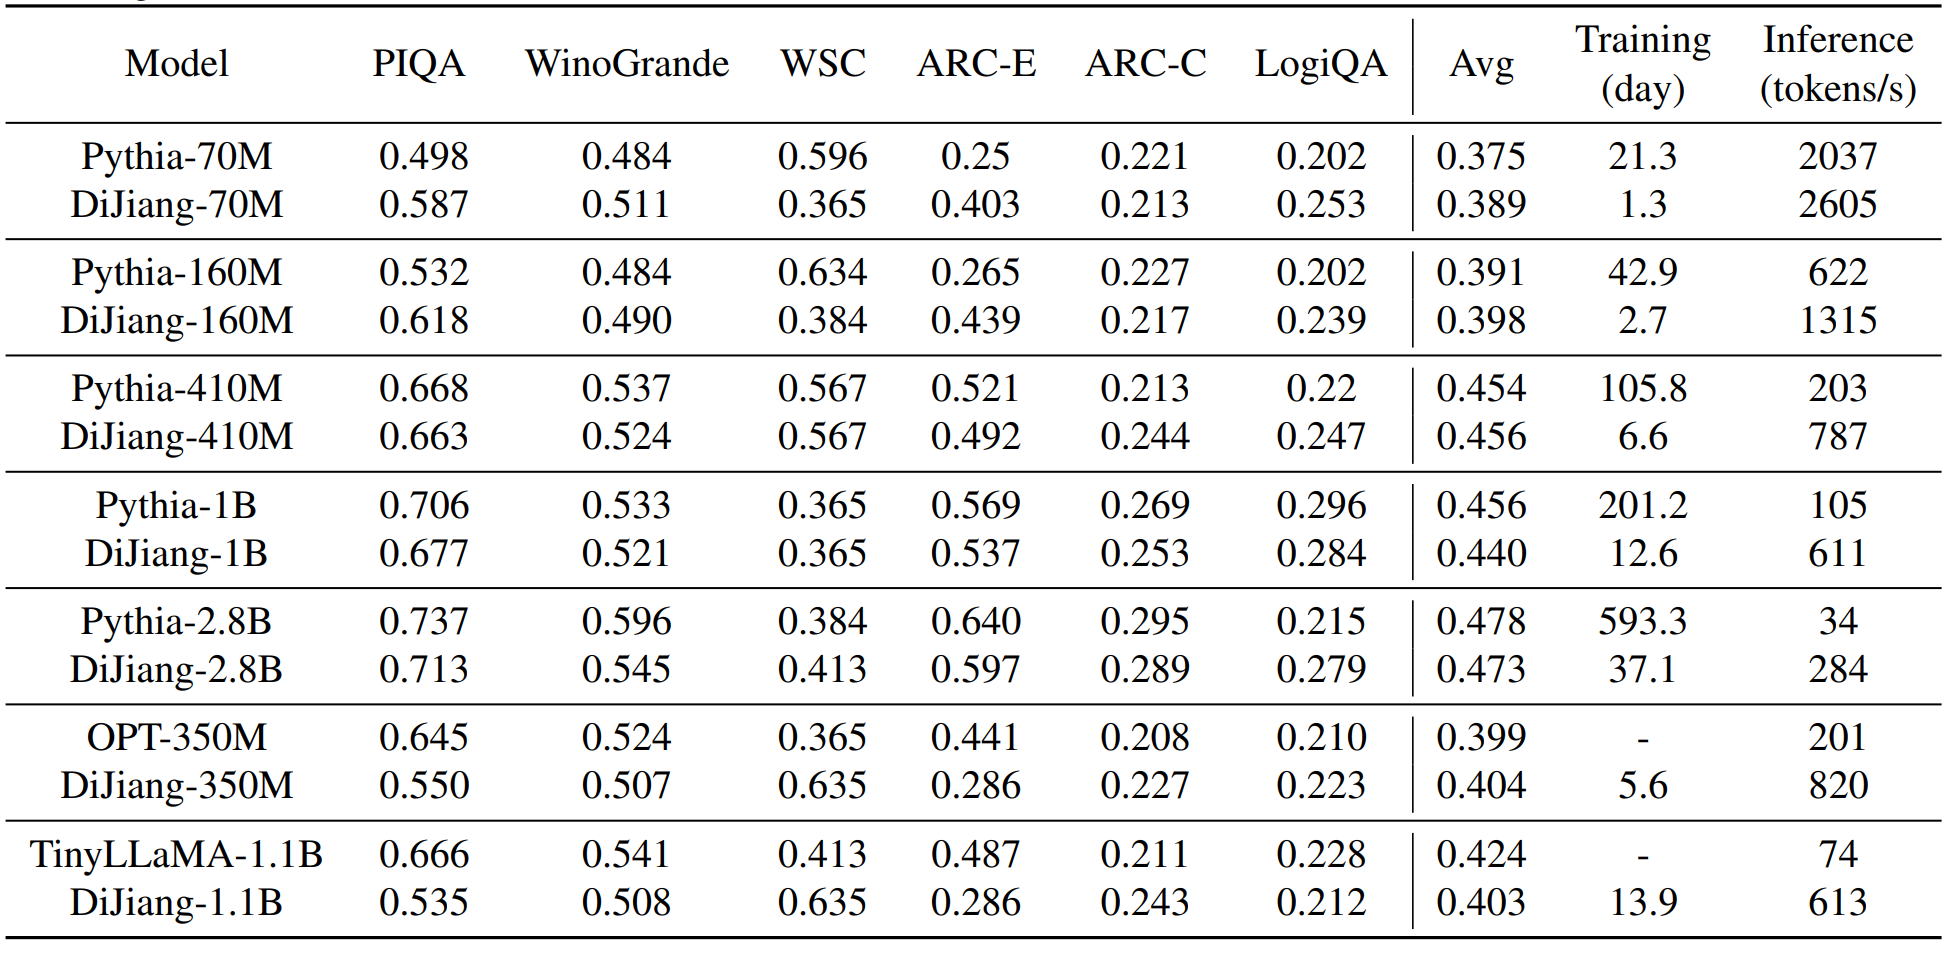 Model PIQA WinoGrande WSC ARC-E ARC-C LogiQA Avg Training (day) Inference (tokens/s)
Pythia-70M 0.498 0.484 0.596 0.25 0.221 0.202 0.375 21.3 2037
DiJiang-70M 0.587 0.511 0.365 0.403 0.213 0.253 0.389 1.3 2605
Pythia-160M 0.532 0.484 0.634 0.265 0.227 0.202 0.391 42.9 622
DiJiang-160M 0.618 0.490 0.384 0.439 0.217 0.239 0.398 2.7 1315
Pythia-410M 0.668 0.537 0.567 0.521 0.213 0.22 0.454 105.8 203
DiJiang-410M 0.663 0.524 0.567 0.492 0.244 0.247 0.456 6.6 787
Pythia-1B 0.706 0.533 0.365 0.569 0.269 0.296 0.456 201.2 105
DiJiang-1B 0.677 0.521 0.365 0.537 0.253 0.284 0.440 12.6 611
Pythia-2.8B 0.737 0.596 0.384 0.640 0.295 0.215 0.478 593.3 34
DiJiang-2.8B 0.713 0.545 0.413 0.597 0.289 0.279 0.473 37.1 284
OPT-350M 0.645 0.524 0.365 0.441 0.208 0.210 0.399 - 201
DiJiang-350M 0.550 0.507 0.635 0.286 0.227 0.223 0.404 5.6 820
TinyLLaMA-1.1B 0.666 0.541 0.413 0.487 0.211 0.228 0.424 - 74
DiJiang-1.1B 0.535 0.508 0.635 0.286 0.243 0.212 0.403 13.9 613